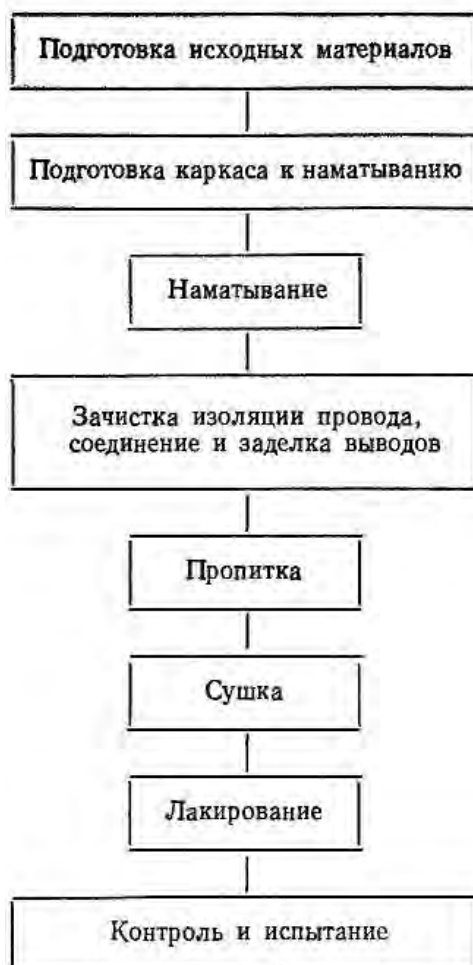 Подготовка исходных материалов
Подготовка каркаса к наматыванию
Наматывание
Зачистка изоляции провода,
соединение и заделка выводов
Пропитка
Сушка
Лакирование
Контроль и испытание